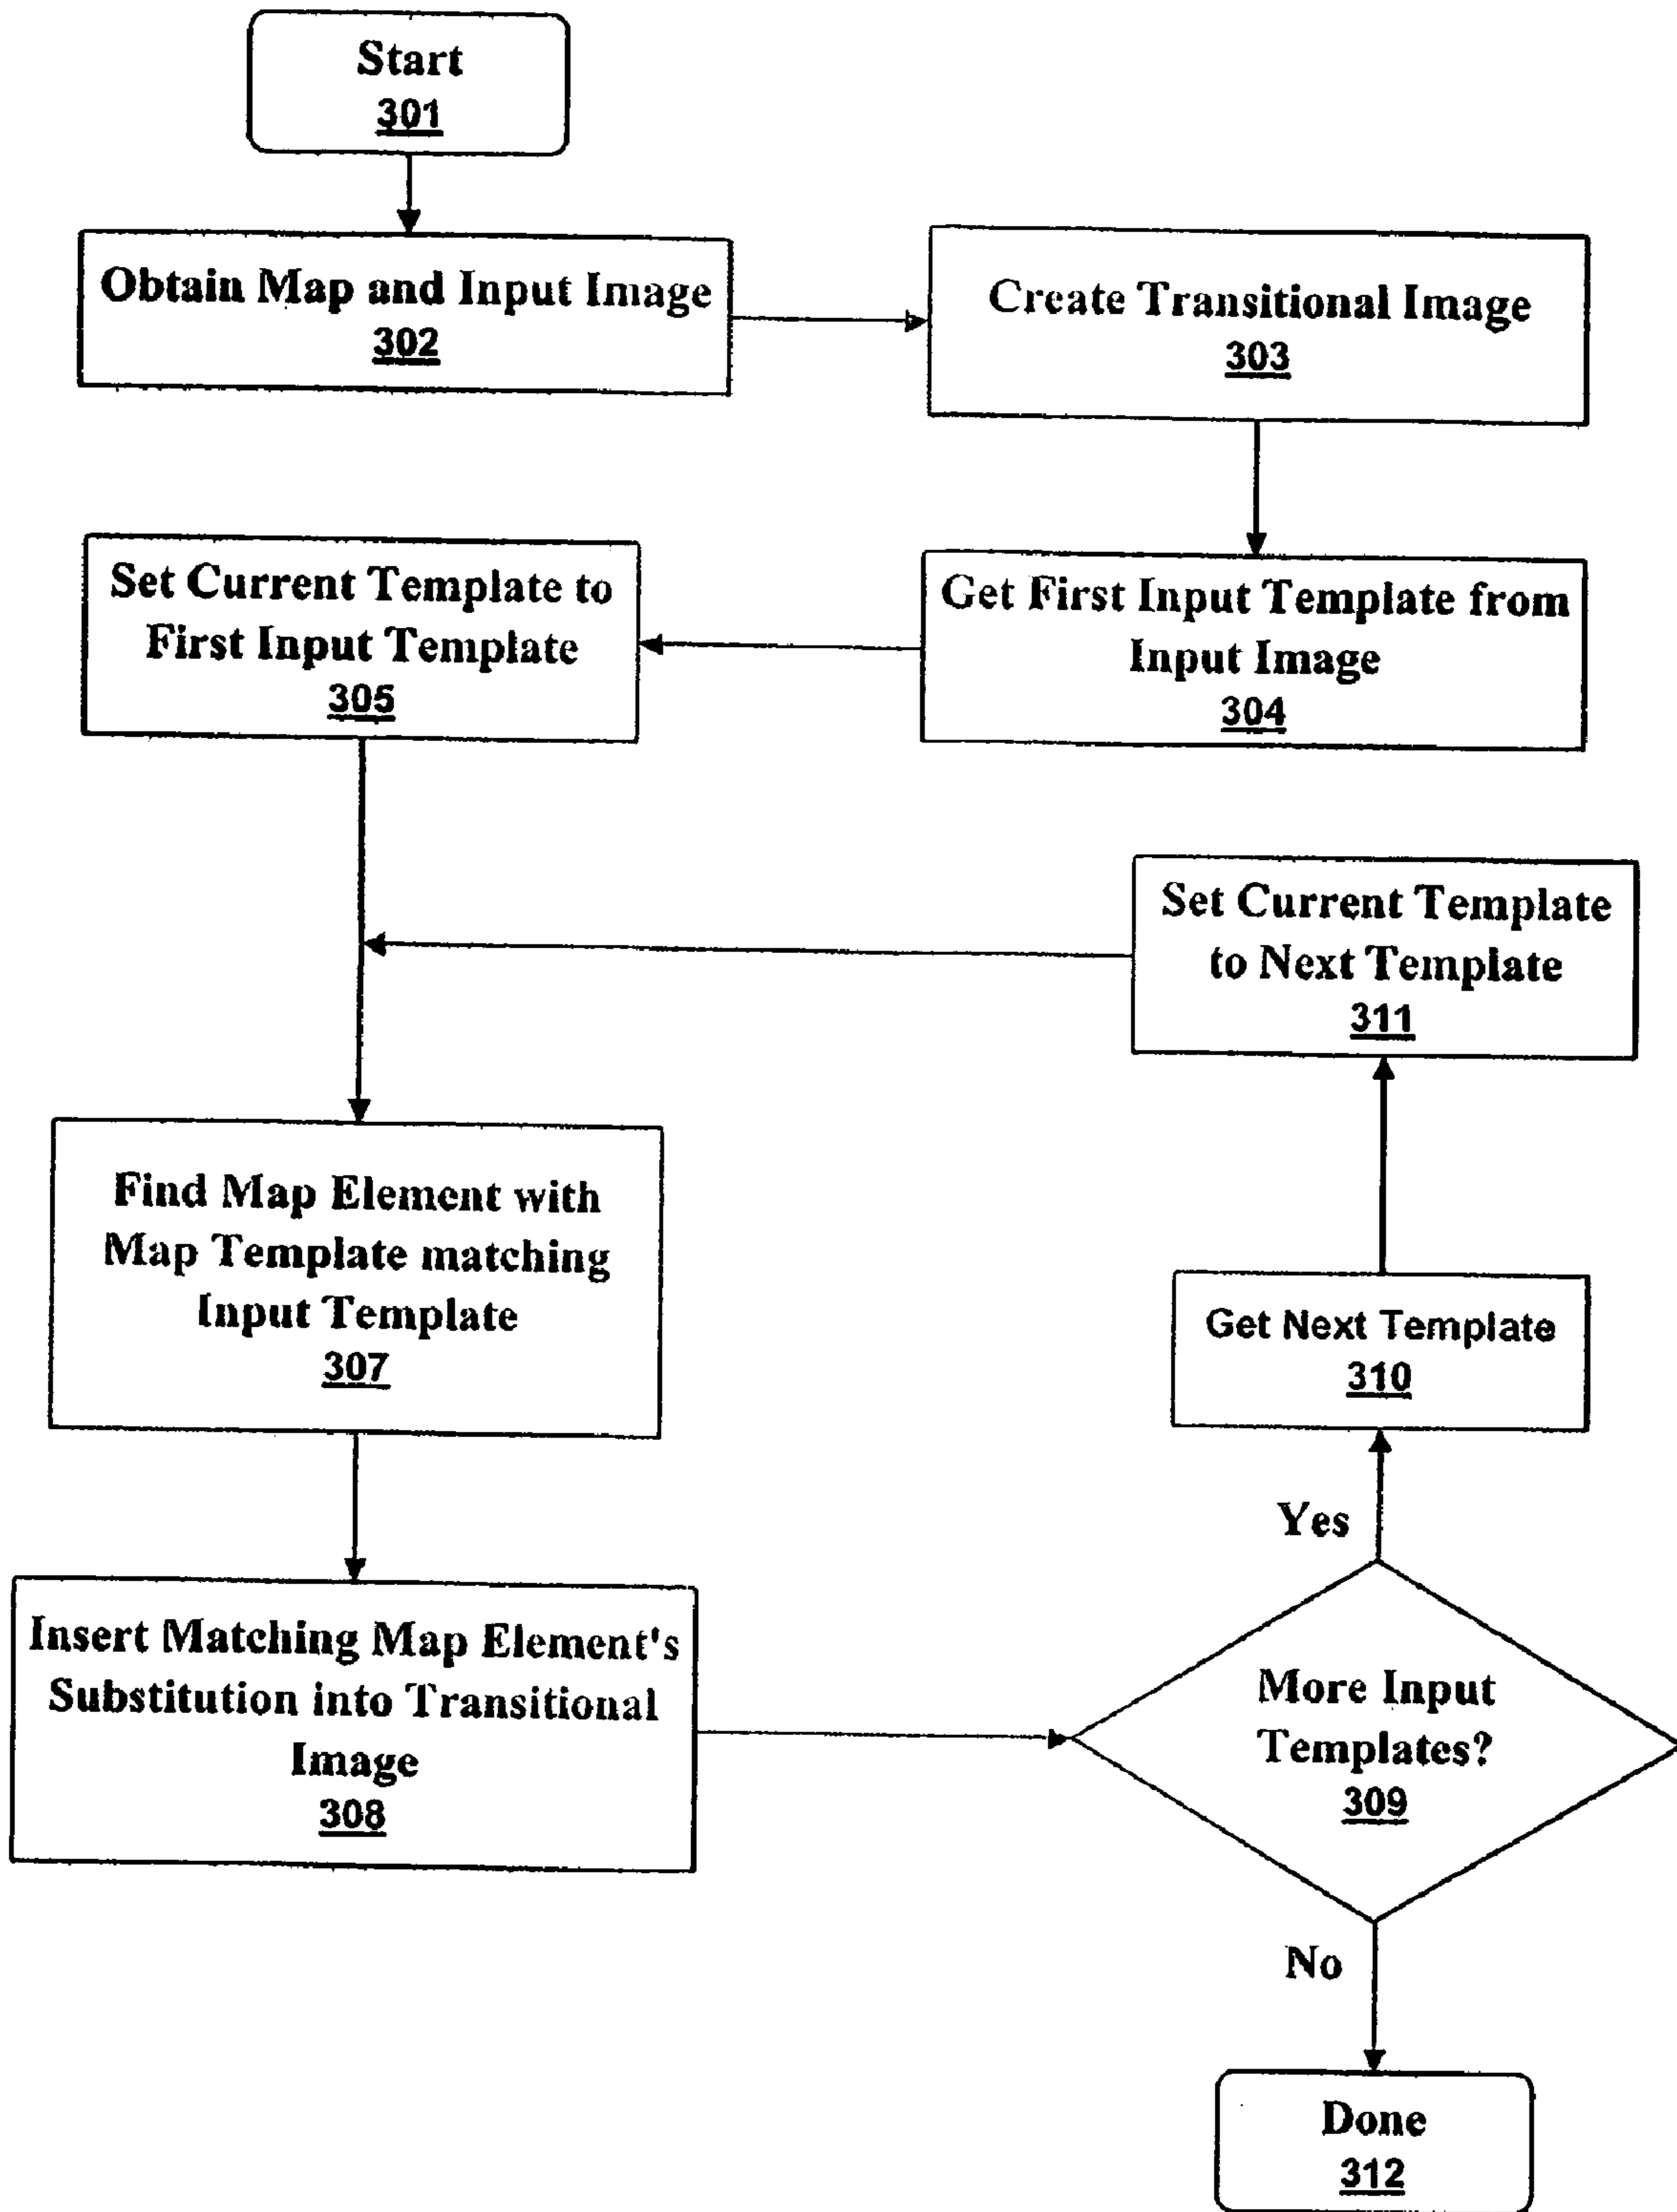 Start
301
Obtain Map and Input Image
302
Create Transitional Image
303
Get First Input Template from
Input Image
304
Set Current Template to
First Input Template
305
Set Current Template
to Next Template
311
Find Map Element with
Map Template matching
Input Template
307
Get Next Template
310
Yes
Insert Matching Map Element's
Substitution into Transitional
Image
308
More Input
Templates?
309
No
Done
312